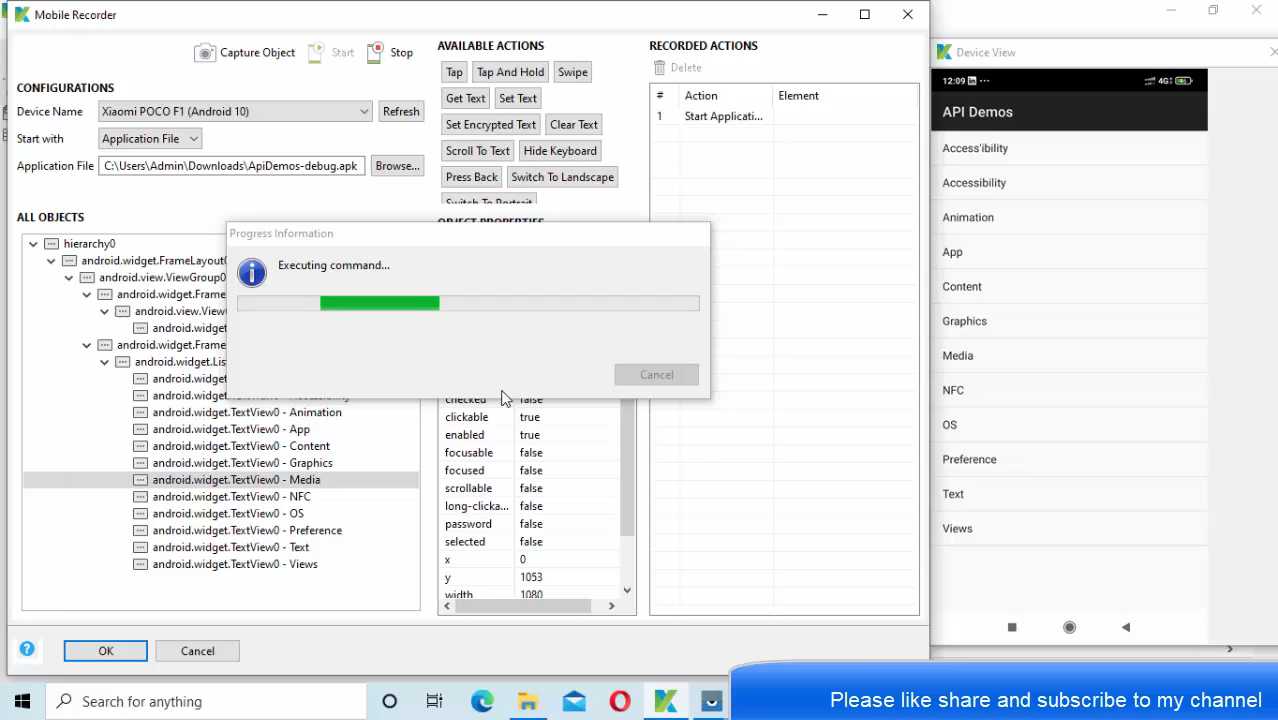 Mobile Recorder
Capture Object
Start
Stop
CONFIGURATIONS
Device Name
Xiaomi POCO F1 (Android 10)
Refresh
Start with
Application File
Application File
C:\Users\Admin\Downloads\ApiDemos-debug.apk
Browse...
ALL OBJECTS
hierarchy0
android.widget.FrameLayout0
android.view.ViewGroup0
android.widget.Frame
android.view.View
android.widget
android.widget.Frame
android.widget.List
android.widget
android.widget
android.widget.TextView0 - Animation
android.widget.TextView0 - App
android.widget.TextView0 - Content
android.widget.TextView0 - Graphics
android.widget.TextView0 - Media
android.widget.TextView0 - NFC
android.widget.TextView0 - OS
android.widget.TextView0 - Preference
android.widget.TextView0 - Text
android.widget.TextView0 - Views
OK
Cancel
AVAILABLE ACTIONS
Tap
Tap And Hold
Swipe
Get Text
Set Text
Set Encrypted Text
Clear Text
Scroll To Text
Hide Keyboard
Press Back
Switch To Landscape
Switch To Portrait
OBJECT PROPERTIES
Progress Information
Executing command...
Cancel
checked false
clickable true
enabled true
focusable false
focused false
scrollable false
long-clicka... false
password false
selected false
x 0
y 1053
width 1080
RECORDED ACTIONS
Delete
# Action Element
1 Start Applicati...
Device View
12:09 4G
API Demos
Access'ibility
Accessibility
Animation
App
Content
Graphics
Media
NFC
OS
Preference
Text
Views
Search for anything
Please like share and subscribe to my channel